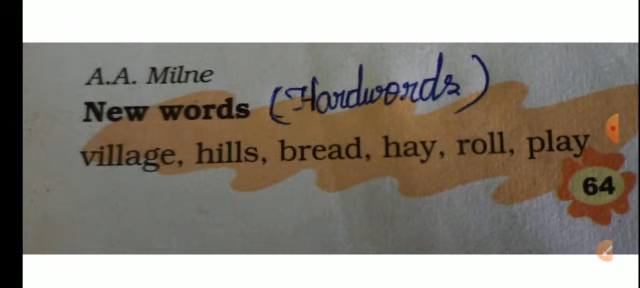 A.A. Milne
New words (Hardwords)
village, hills, bread, hay, roll, play
64